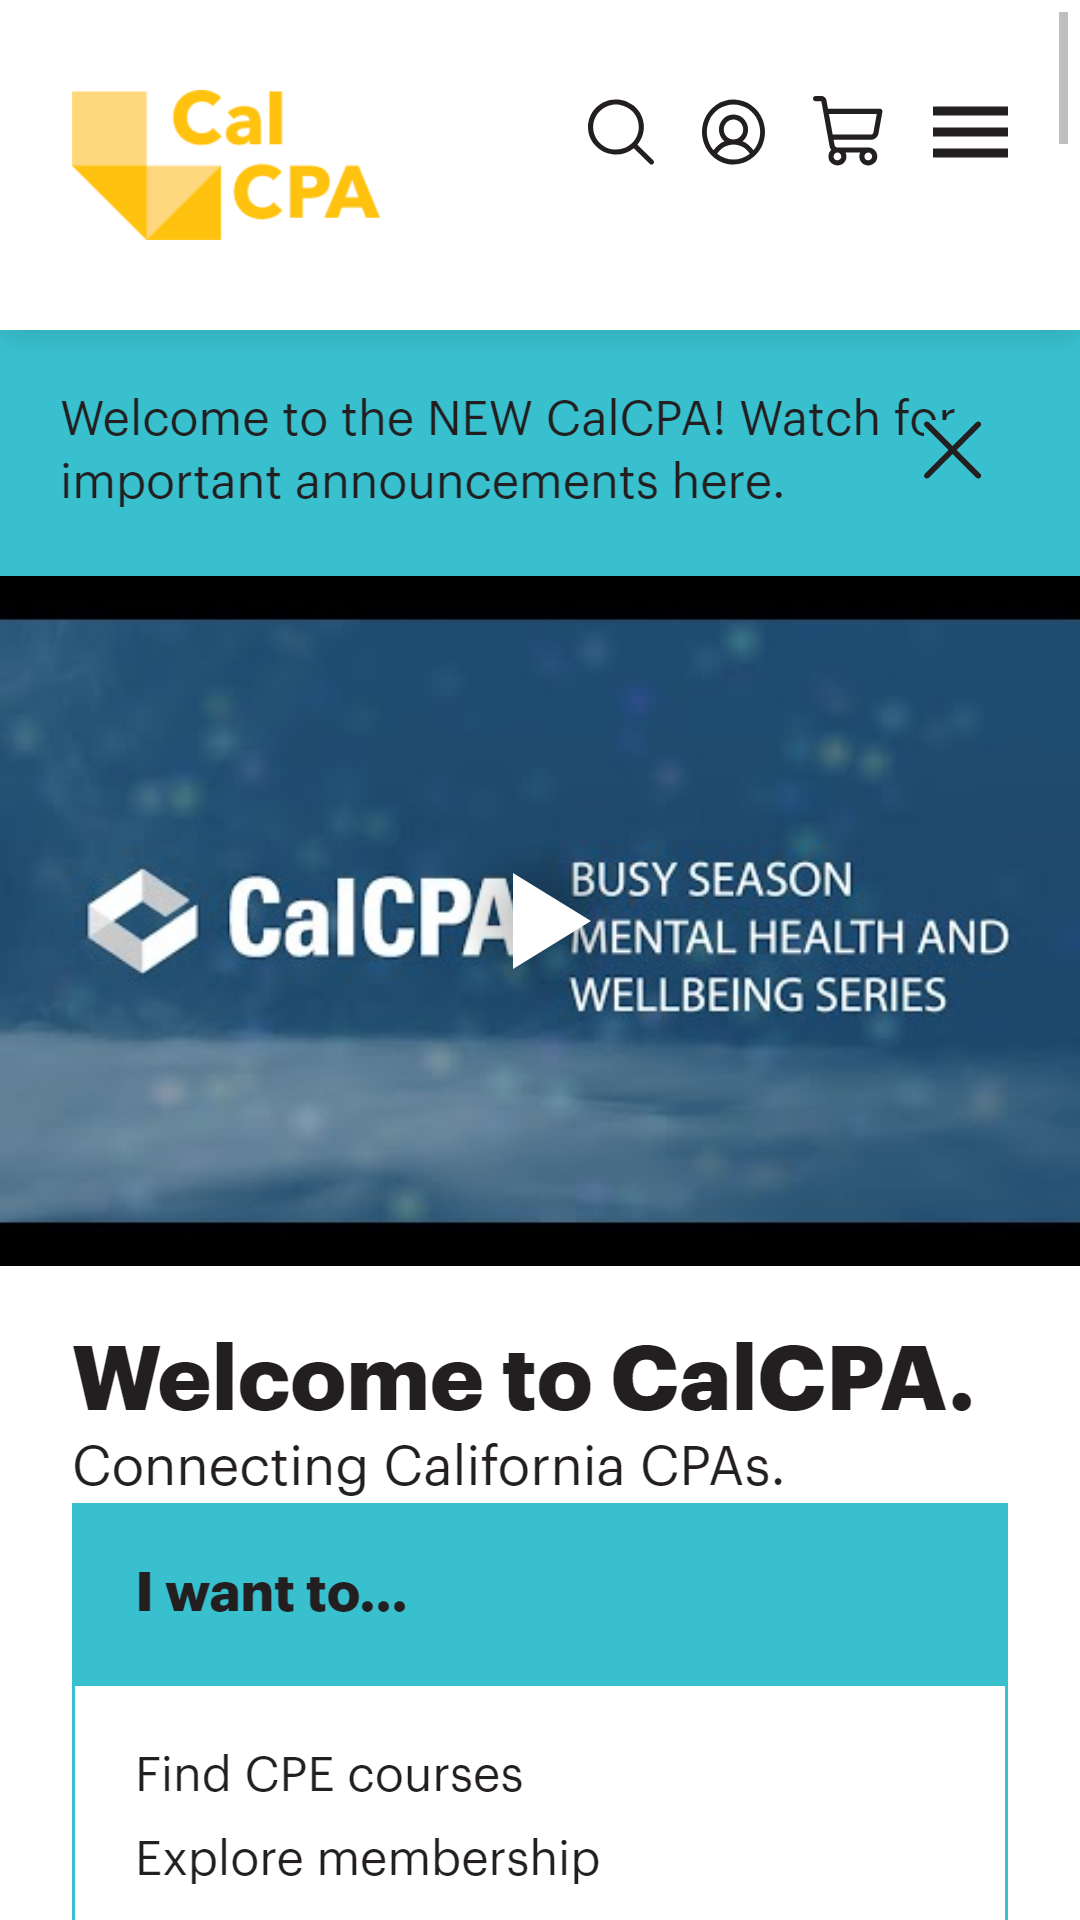 Cal
CPA
Welcome to the NEW CalCPA! Watch for
important announcements here.
CalCPA
BUSY SEASON
MENTAL HEALTH AND
WELLBEING SERIES
Welcome to CalCPA.
Connecting California CPAs.
I want to...
Find CPE courses
Explore membership